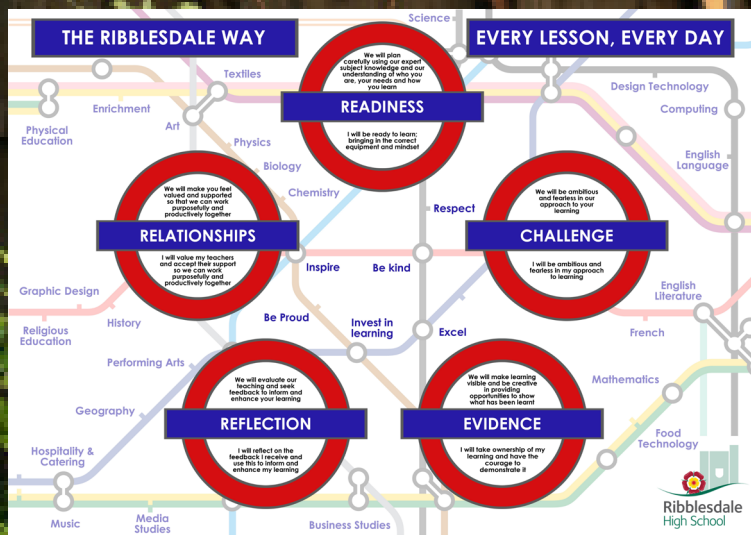 THE RIBBLESDALE WAY
EVERY LESSON, EVERY DAY
Science
We will plan
carefully using our expert
subject knowledge and our
understanding of who you
are, your needs and how
you learn
READINESS
I will be ready to learn;
bringing in the correct
equipment and mindset
Textiles
Enrichment
Art
Physical
Education
Physics
Biology
Chemistry
Design Technology
Computing
English
Language
We will make you feel
valued and supported
so that we can work
purposefully and
productively together
RELATIONSHIPS
I will value my teachers
and accept their support
so we can work
purposefully and
productively together
Respect
Inspire
Be kind
We will be ambitious
and fearless in our
approach to your
learning
CHALLENGE
I will be ambitious and
fearless in my approach
to learning
Graphic Design
Religious
Education
History
Be Proud
Invest in
learning
Excel
English
Literature
French
Performing Arts
Geography
Mathematics
We will evaluate our
teaching and seek
feedback to inform and
enhance your learning
REFLECTION
I will reflect on the
feedback I receive and
use this to inform and
enhance my learning
We will make learning
visible and be creative
in providing
opportunities to show
what has been learnt
EVIDENCE
I will take ownership of my
learning and have the
courage to
demonstrate it
Food
Technology
Hospitality &
Catering
Music
Media
Studies
Business Studies
Ribblesdale
High School